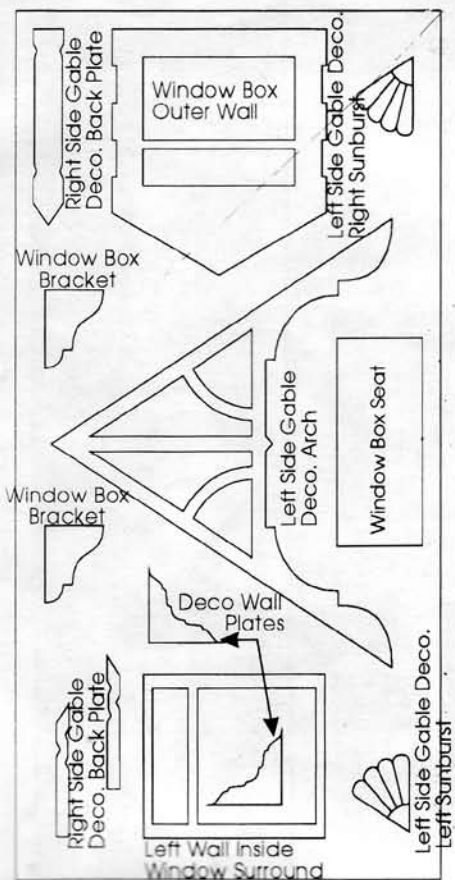 Right Side Gable
Deco. Back Plate
Window Box
Outer Wall
Left Side Gable Deco.
Right Sunburst
Window Box
Bracket
Left Side Gable
Deco. Arch
Window Box Seat
Window Box
Bracket
Deco Wall
Plates
Right Side Gable
Deco. Back Plate
Left Wall Inside
Window Surround
Left Side Gable Deco.
Left Sunburst